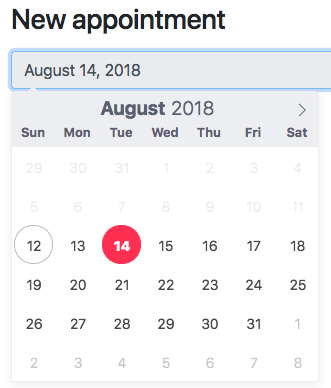 New appointment
August 14, 2018
August 2018
Sun Mon Tue Wed Thu Fri Sat
29 30 31 1 2 3 4
5 6 7 8 9 10 11
12 13 14 15 16 17 18
19 20 21 22 23 24 25
26 27 28 29 30 31 1
2 3 4 5 6 7 8